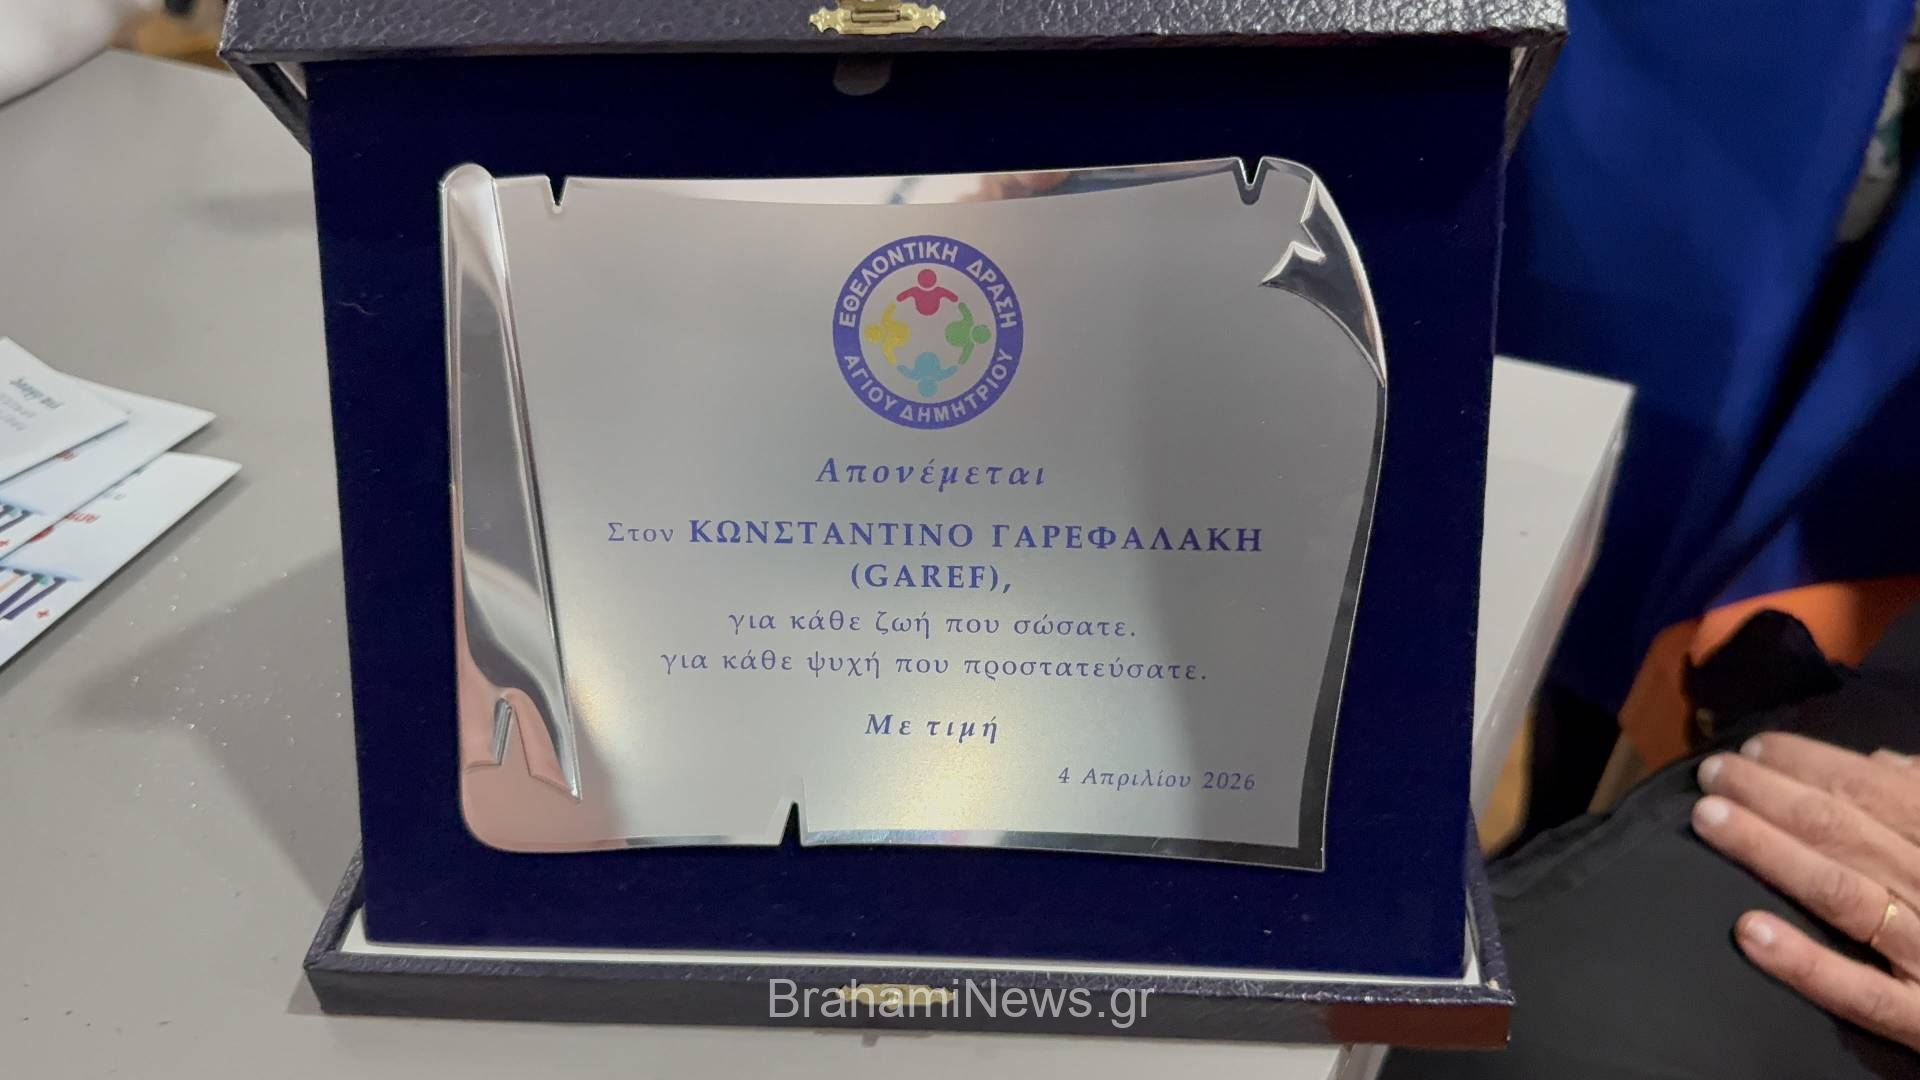 ΕΘΕΛΟΝΤΙΚΗ ΔΡΑΣΗ
ΑΓΙΟΥ ΔΗΜΗΤΡΙΟΥ
Απονέμεται
Στον ΚΩΝΣΤΑΝΤΙΝΟ ΓΑΡΕΦΑΛΑΚΗ
(GAREF),
για κάθε ζωή που σώσατε.
για κάθε ψυχή που προστατεύσατε.
Με τιμή
4 Απριλίου 2026
BrahamiNews.gr